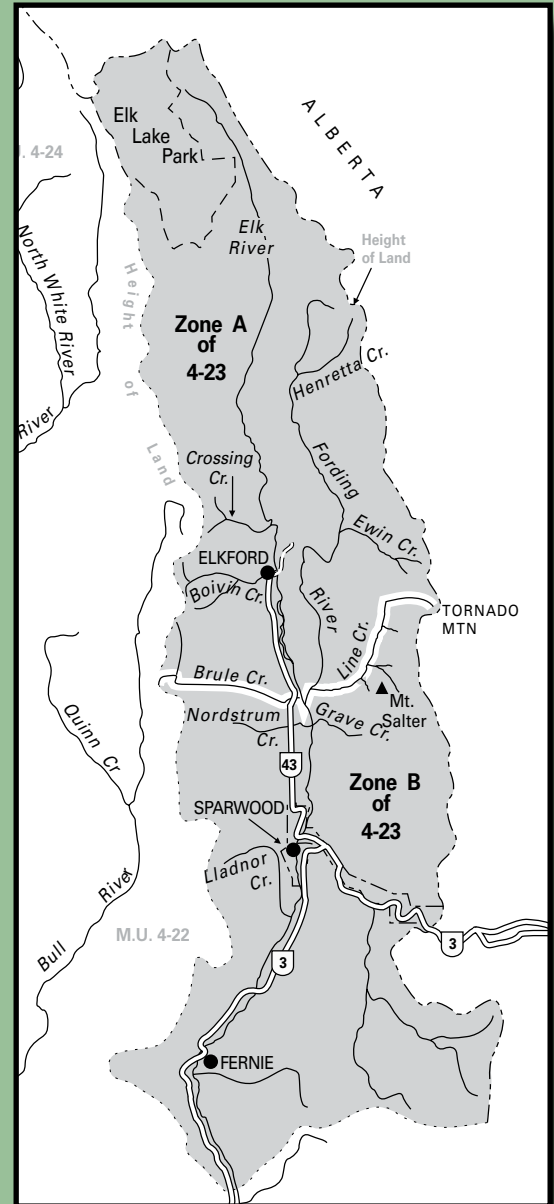 ALBERTA
Elk
Lake
Park
. 4-24
Elk
River
Height
of Land
North White River
Height of Land
Zone A
of
4-23
Henretta Cr.
River
Fording
River
Crossing
Cr.
Ewin Cr.
ELKFORD
Boivin Cr.
TORNADO
MTN
Line Cr.
Brule Cr.
Mt.
Salter
Quinn Cr
Nordstrum
Cr.
Grave Cr.
43
Zone B
of
4-23
SPARWOOD
Lladnor
Cr.
Bull River
M.U. 4-22
3
3
FERNIE